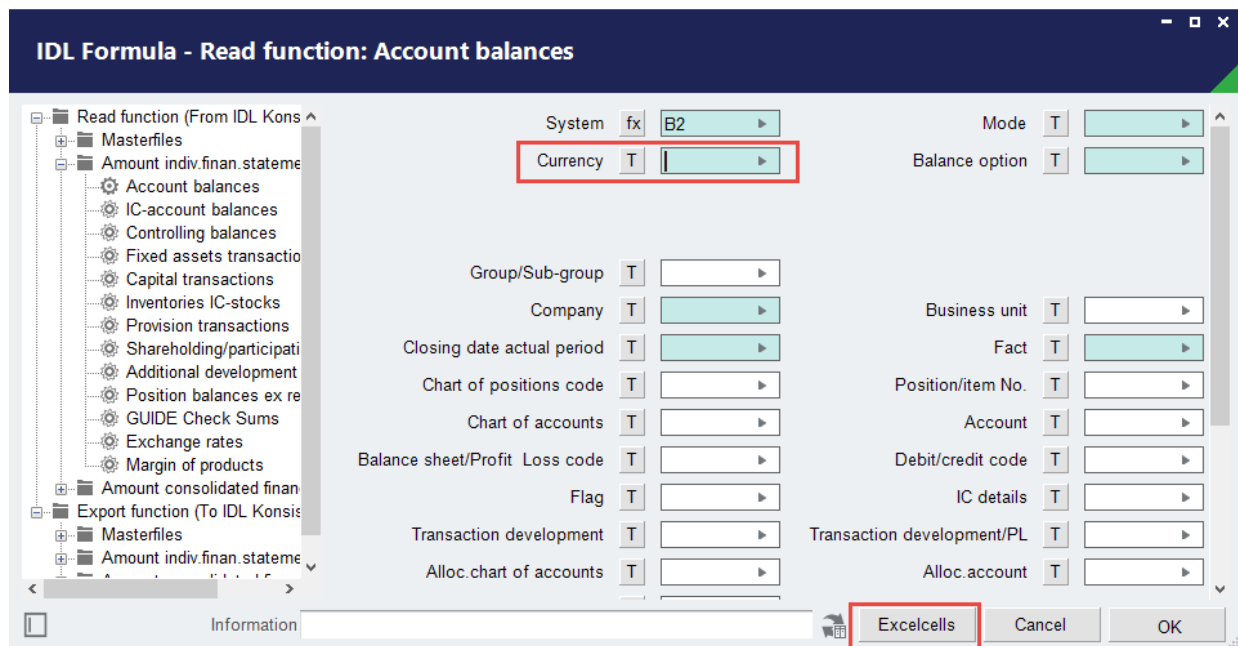 IDL Formula - Read function: Account balances
Read function (From IDL Kons
Masterfiles
Amount indiv.finan.stateme
Account balances
IC-account balances
Controlling balances
Fixed assets transactio
Capital transactions
Inventories IC-stocks
Provision transactions
Shareholding/participati
Additional development
Position balances ex re
GUIDE Check Sums
Exchange rates
Margin of products
Amount consolidated finan
Export function (To IDL Konsis
Masterfiles
Amount indiv.finan.stateme
System fx B2 Mode T
Currency T Balance option T
Group/Sub-group T
Company T Business unit T
Closing date actual period T Fact T
Chart of positions code T Position/item No. T
Chart of accounts T Account T
Balance sheet/Profit Loss code T Debit/credit code T
Flag T IC details T
Transaction development T Transaction development/PL T
Alloc.chart of accounts T Alloc.account T
Information Excelcells Cancel OK